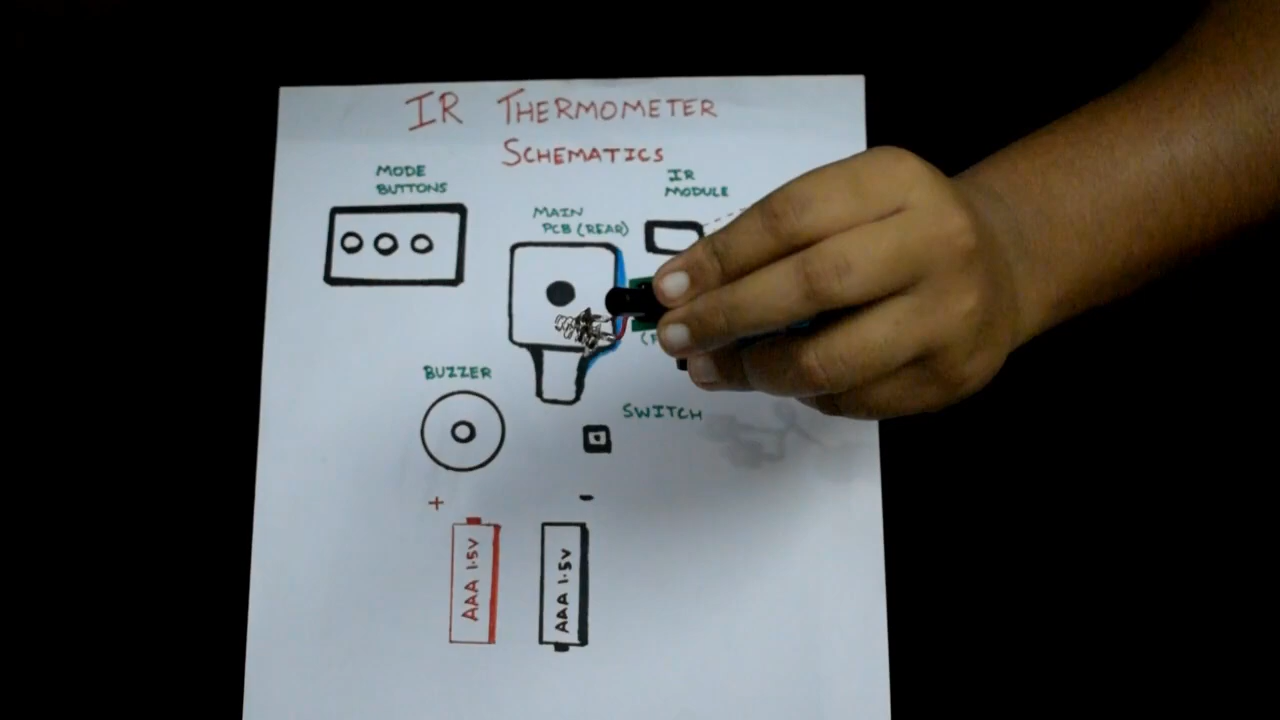 IR THERMOMETER
SCHEMATICS
MODE
BUTTONS
IR
MODULE
MAIN
PCB (REAR)
BUZZER
SWITCH
+
-
AAA 1.5V
AAA 1.5V